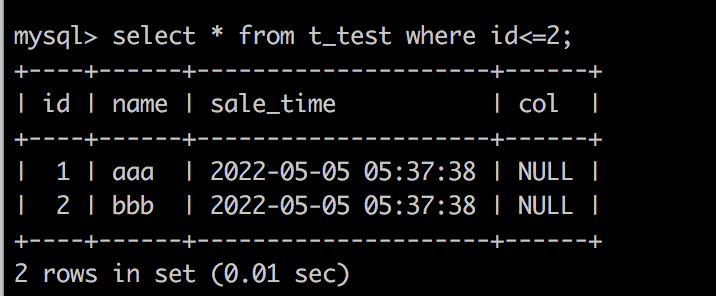 mysql> select * from t_test where id<=2;
+----+------+---------------------+------+
| id | name | sale_time           | col  |
+----+------+---------------------+------+
|  1 | aaa  | 2022-05-05 05:37:38 | NULL |
|  2 | bbb  | 2022-05-05 05:37:38 | NULL |
+----+------+---------------------+------+
2 rows in set (0.01 sec)